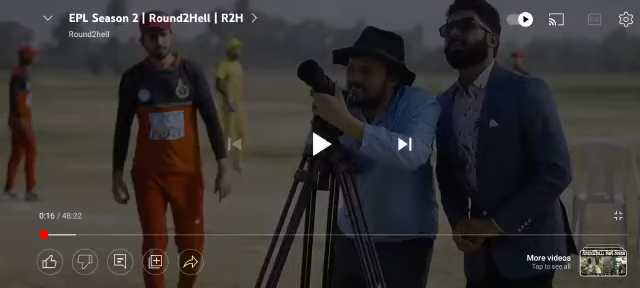 EPL Season 2 | Round2Hell | R2H
Round2hell
0:16 / 48:22
More videos
Tap to see all